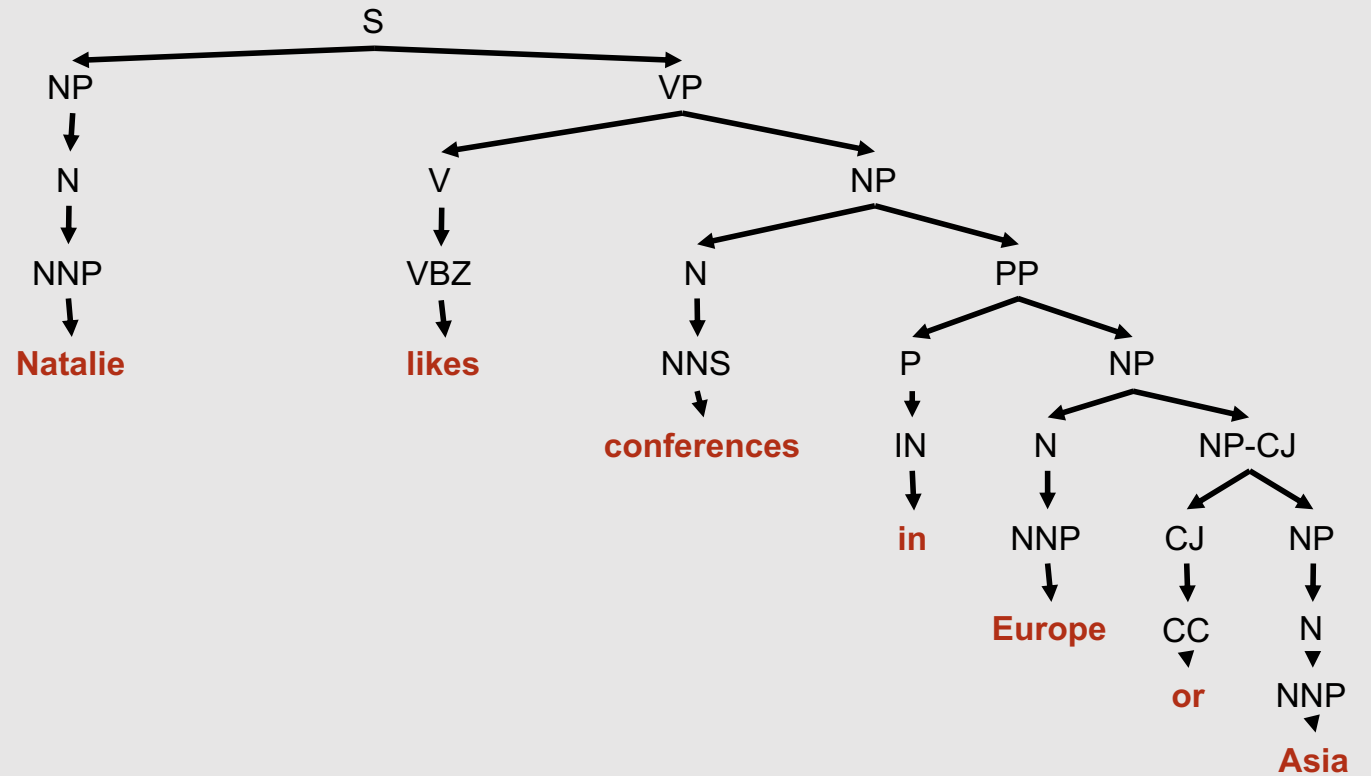 S
NP VP
N V NP
NNP VBZ N PP
Natalie likes NNS P NP
conferences IN N NP-CJ
in NNP CJ NP
Europe CC N
or NNP
Asia